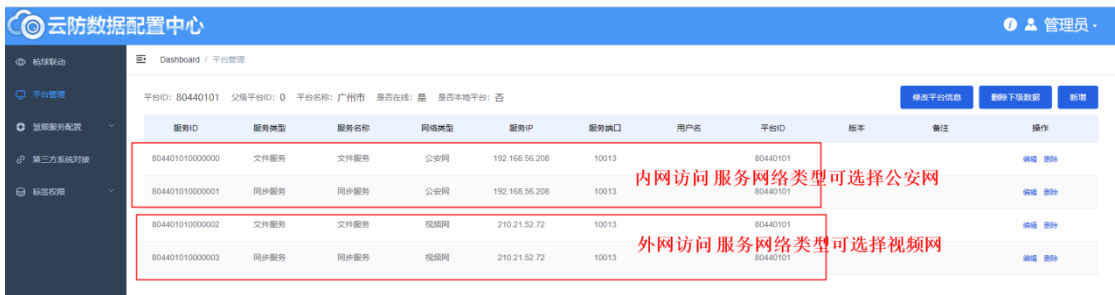 云防数据配置中心
管理员
枪球联动
平台管理
慧眼服务配置
第三方系统对接
标签权限
Dashboard / 平台管理
平台ID: 80440101 父级平台ID: 0 平台名称: 广州市 是否在线: 是 是否本地平台: 否
修改平台信息 删除下级数据 新增
服务ID 服务类型 服务名称 网络类型 服务IP 服务端口 用户名 平台ID 版本 备注 操作
804401010000000 文件服务 文件服务 公安网 192.168.56.208 10013 80440101 编辑 删除
内网访问 服务网络类型可选择公安网
804401010000001 同步服务 同步服务 公安网 192.168.56.208 10013 80440101 编辑 删除
804401010000002 文件服务 文件服务 视频网 210.21.52.72 10013 80440101 编辑 删除
外网访问 服务网络类型可选择视频网
804401010000003 同步服务 同步服务 视频网 210.21.52.72 10013 80440101 编辑 删除